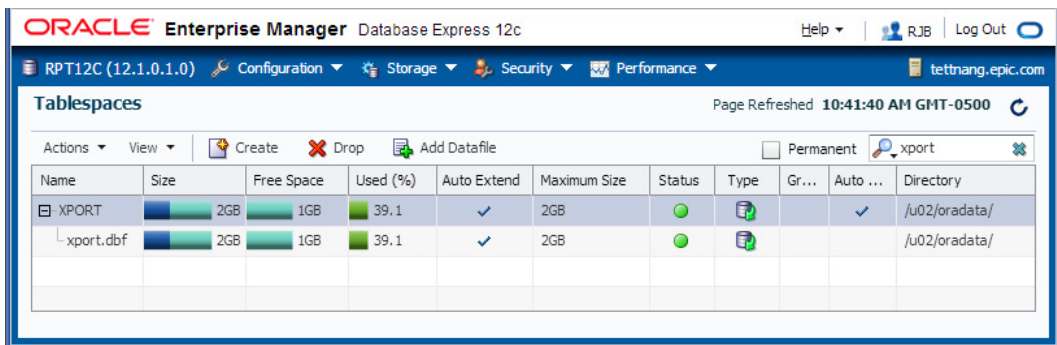 ORACLE Enterprise Manager Database Express 12c Help RJB Log Out
RPT12C (12.1.0.1.0) Configuration Storage Security Performance tettnang.epic.com
Tablespaces Page Refreshed 10:41:40 AM GMT-0500
Actions View Create Drop Add Datafile Permanent xport
Name Size Free Space Used (%) Auto Extend Maximum Size Status Type Gr... Auto ... Directory
XPORT 2GB 1GB 39.1 2GB /u02/oradata/
xport.dbf 2GB 1GB 39.1 2GB /u02/oradata/